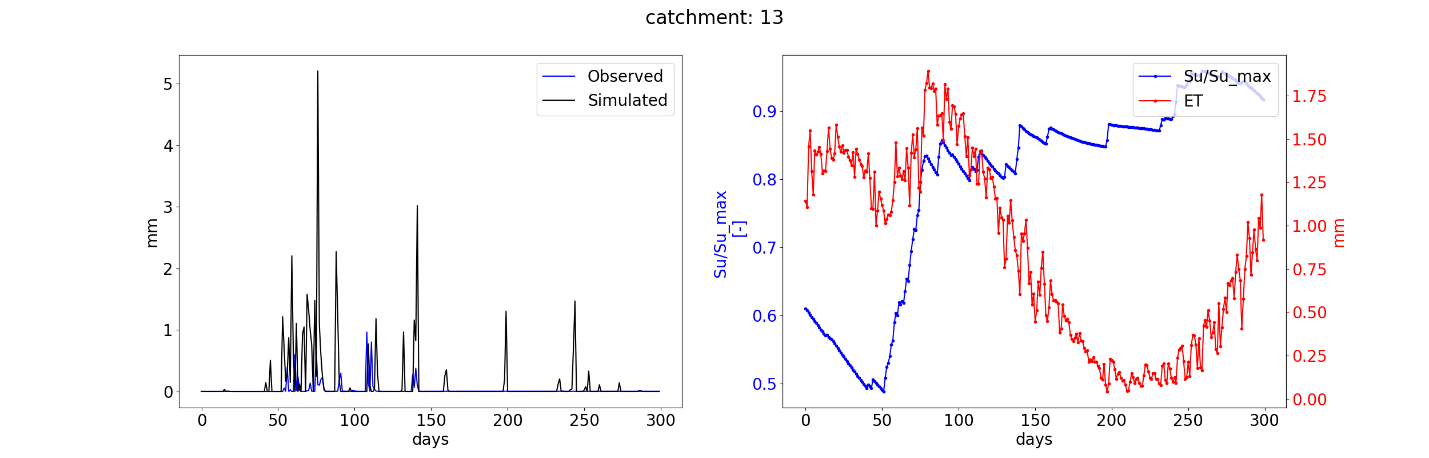 catchment: 13
5
4
3
2
1
0
mm
0 50 100 150 200 250 300
days
Observed
Simulated
0.9
0.8
0.7
0.6
0.5
Su/Su_max
[-]
0 50 100 150 200 250 300
days
Su/Su_max
ET
1.75
1.50
1.25
1.00
0.75
0.50
0.25
0.00
mm